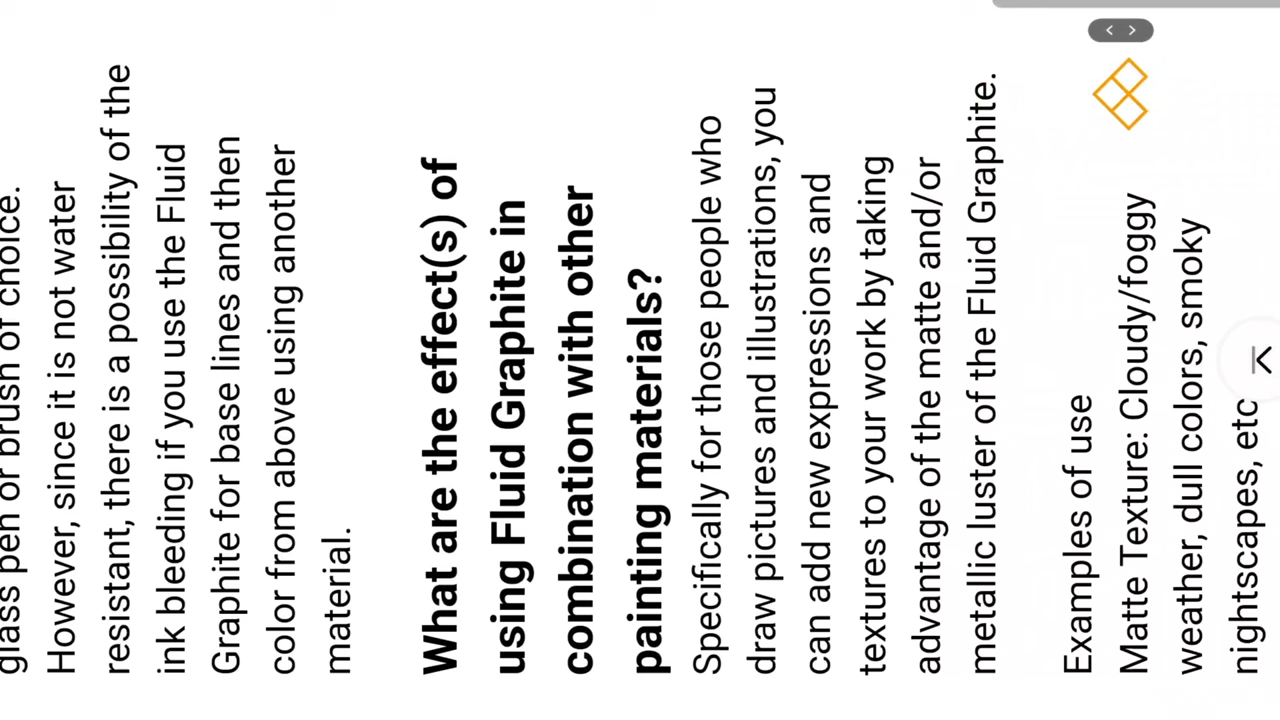 glass pen or brush of choice.
However, since it is not water
resistant, there is a possibility of the
ink bleeding if you use the Fluid
Graphite for base lines and then
color from above using another
material.
What are the effect(s) of
using Fluid Graphite in
combination with other
painting materials?
Specifically for those people who
draw pictures and illustrations, you
can add new expressions and
textures to your work by taking
advantage of the matte and/or
metallic luster of the Fluid Graphite.
Examples of use
Matte Texture: Cloudy/foggy
weather, dull colors, smoky
nightscapes, etc